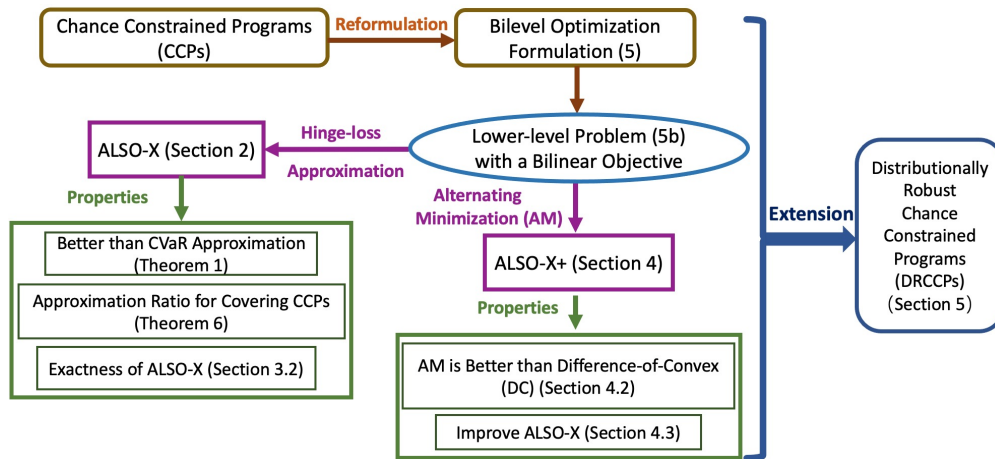 Chance Constrained Programs
(CCPs)
Reformulation
Bilevel Optimization
Formulation (5)
Lower-level Problem (5b)
with a Bilinear Objective
Hinge-loss
Approximation
ALSO-X (Section 2)
Properties
Better than CVaR Approximation
(Theorem 1)
Approximation Ratio for Covering CCPs
(Theorem 6)
Exactness of ALSO-X (Section 3.2)
Alternating
Minimization (AM)
ALSO-X+ (Section 4)
Properties
AM is Better than Difference-of-Convex
(DC) (Section 4.2)
Improve ALSO-X (Section 4.3)
Extension
Distributionally
Robust
Chance
Constrained
Programs
(DRCCPs)
(Section 5)